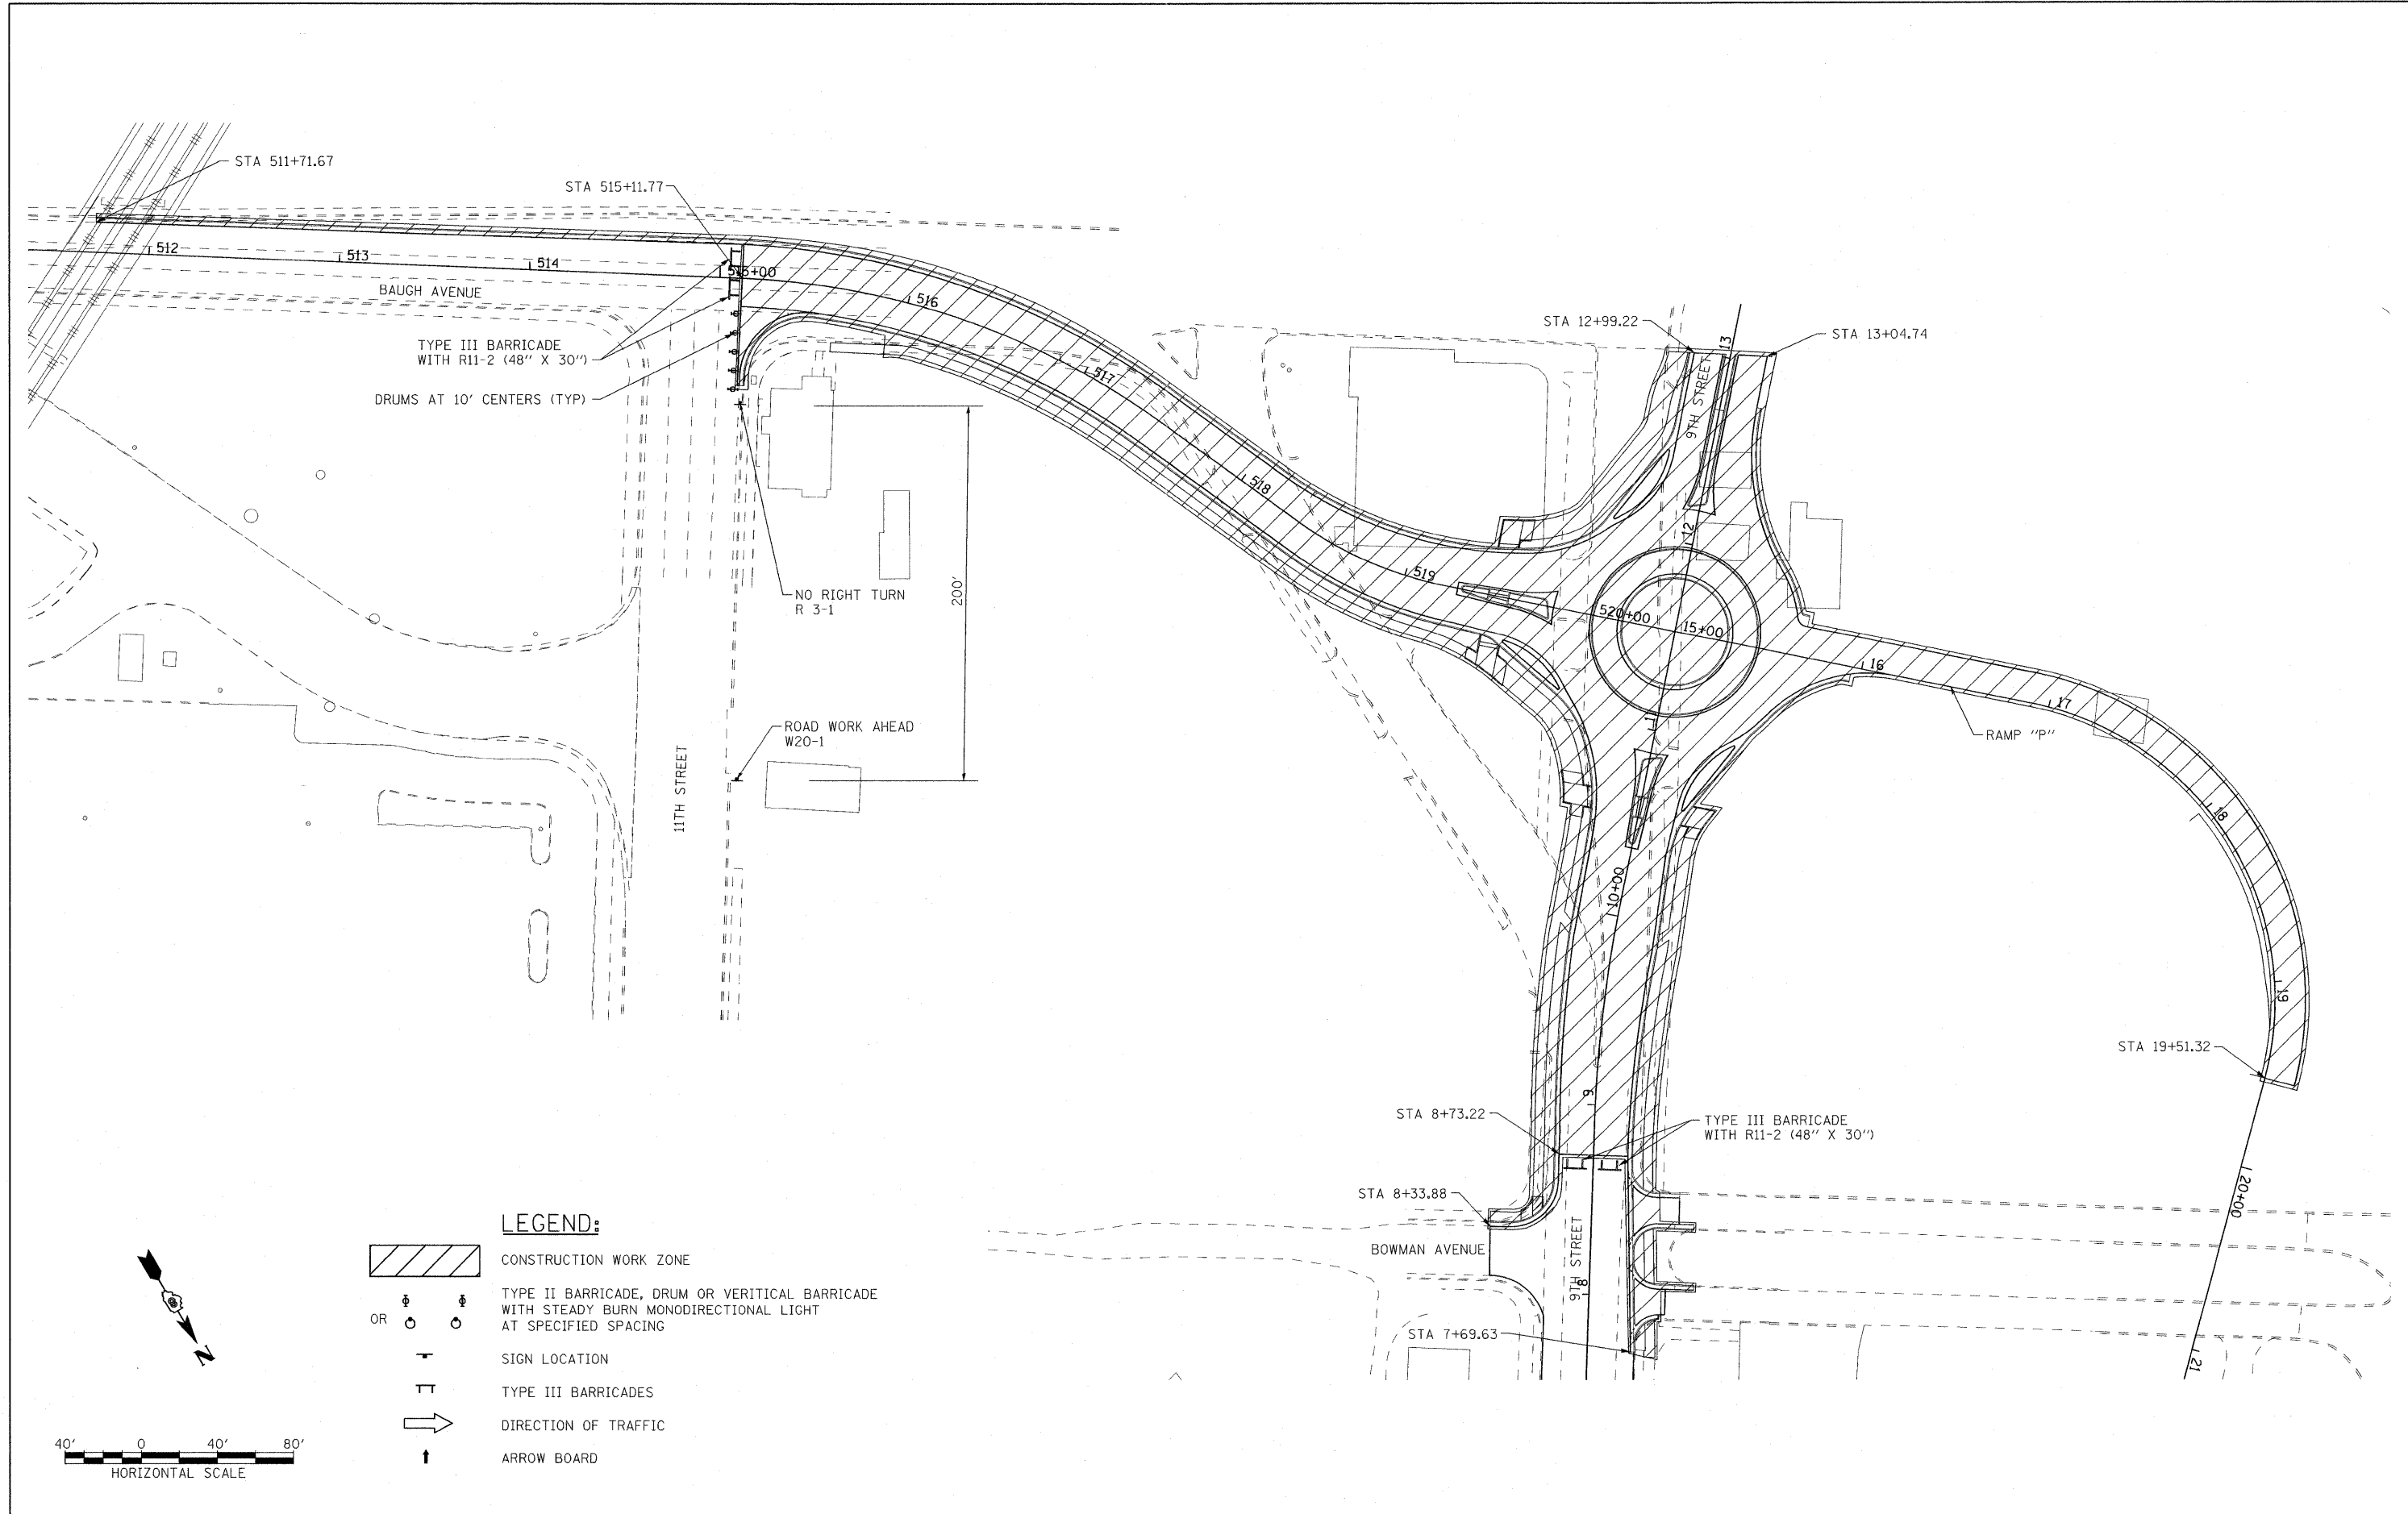 STA 511+71.67
STA 515+11.77
512
513
514
515+00
516
517
518
519
520+00
BAUGH AVENUE
TYPE III BARRICADE
WITH R11-2 (48" X 30")
DRUMS AT 10' CENTERS (TYP)
NO RIGHT TURN
R 3-1
200'
ROAD WORK AHEAD
W20-1
11TH STREET
STA 12+99.22
STA 13+04.74
9TH STREET
13
12
15+00
16
17
RAMP "P"
18
19
11
10+00
9
STA 19+51.32
STA 8+73.22
TYPE III BARRICADE
WITH R11-2 (48" X 30")
STA 8+33.88
BOWMAN AVENUE
9TH STREET
8
STA 7+69.63
20+00
21
LEGEND:
CONSTRUCTION WORK ZONE
OR
TYPE II BARRICADE, DRUM OR VERITICAL BARRICADE
WITH STEADY BURN MONODIRECTIONAL LIGHT
AT SPECIFIED SPACING
SIGN LOCATION
TYPE III BARRICADES
DIRECTION OF TRAFFIC
ARROW BOARD
N
40' 0 40' 80'
HORIZONTAL SCALE